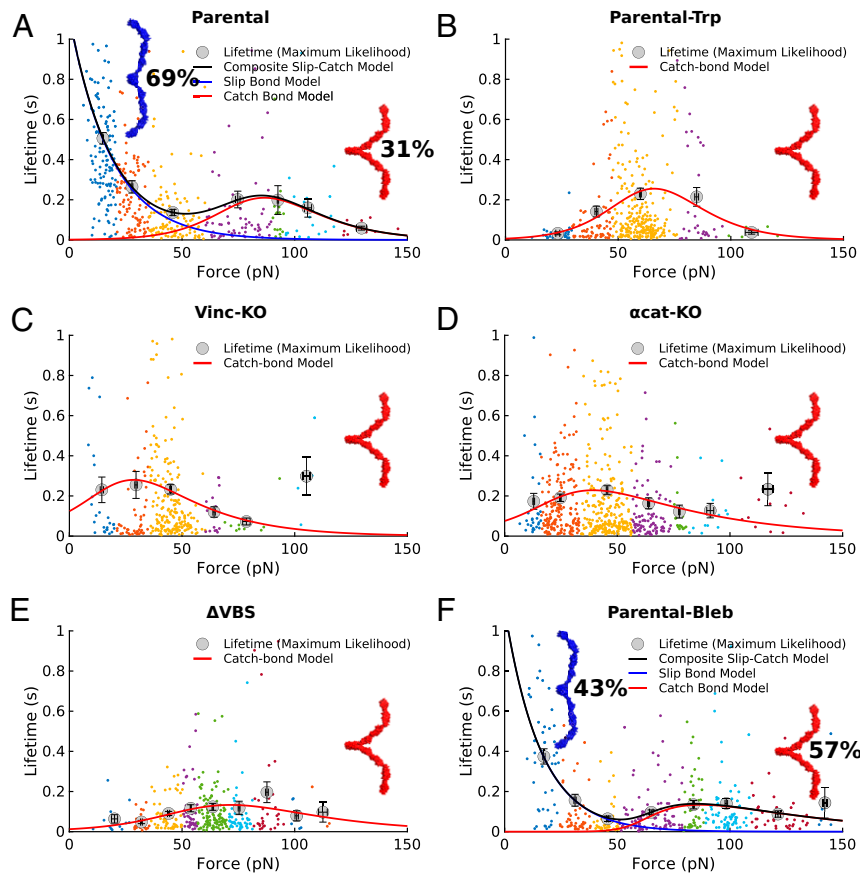 A
Parental
Lifetime (s)
1
0.8
0.6
0.4
0.2
0
69%
Lifetime (Maximum Likelihood)
Composite Slip-Catch Model
Slip Bond Model
Catch Bond Model
31%
0
50
100
150
Force (pN)
B
Parental-Trp
Lifetime (s)
1
0.8
0.6
0.4
0.2
0
Lifetime (Maximum Likelihood)
Catch-bond Model
0
50
100
150
Force (pN)
C
Vinc-KO
Lifetime (s)
1
0.8
0.6
0.4
0.2
0
Lifetime (Maximum Likelihood)
Catch-bond Model
0
50
100
150
Force (pN)
D
αcat-KO
Lifetime (s)
1
0.8
0.6
0.4
0.2
0
Lifetime (Maximum Likelihood)
Catch-bond Model
0
50
100
150
Force (pN)
E
ΔVBS
Lifetime (s)
1
0.8
0.6
0.4
0.2
0
Lifetime (Maximum Likelihood)
Catch-bond Model
0
50
100
150
Force (pN)
F
Parental-Bleb
Lifetime (s)
1
0.8
0.6
0.4
0.2
0
43%
Lifetime (Maximum Likelihood)
Composite Slip-Catch Model
Slip Bond Model
Catch Bond Model
57%
0
50
100
150
Force (pN)